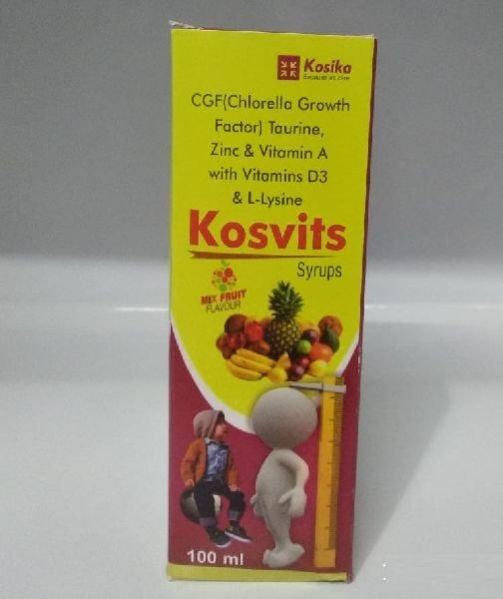 Kosika
CGF(Chlorella Growth
Factor) Taurine,
Zinc & Vitamin A
with Vitamins D3
& L-Lysine
Kosvits
Syrups
MIX FRUIT
FLAVOUR
100 ml